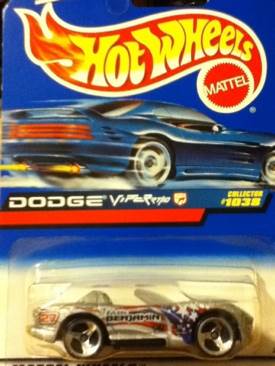 Hot Wheels
MATTEL
®
DODGE Viper RT/10
COLLECTOR
#1038
BENJAMIN